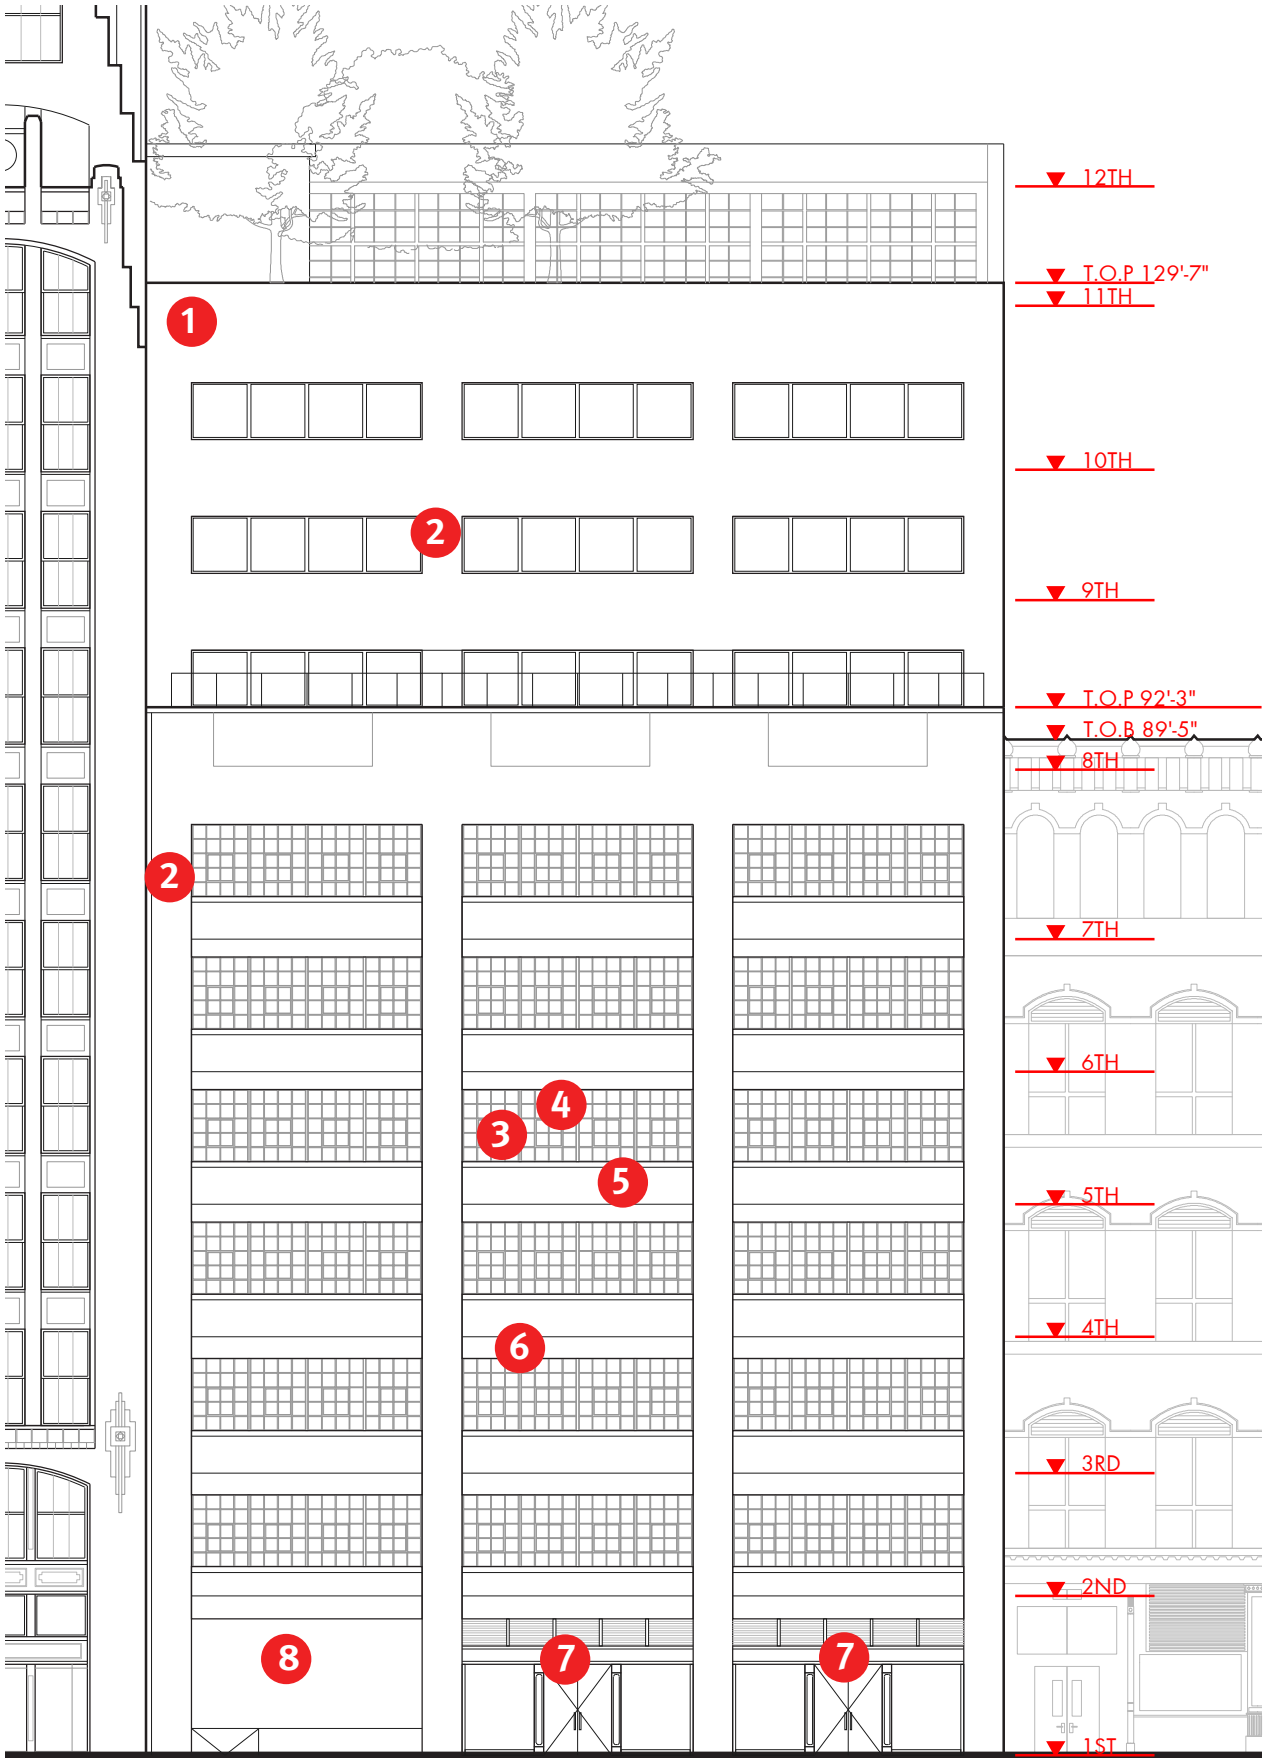 12TH
T.O.P 129'-7"
11TH
1
10TH
2
9TH
T.O.P 92'-3"
T.O.B 89'-5"
8TH
2
7TH
6TH
4
3
5
5TH
4TH
6
3RD
2ND
8
7
7
1ST